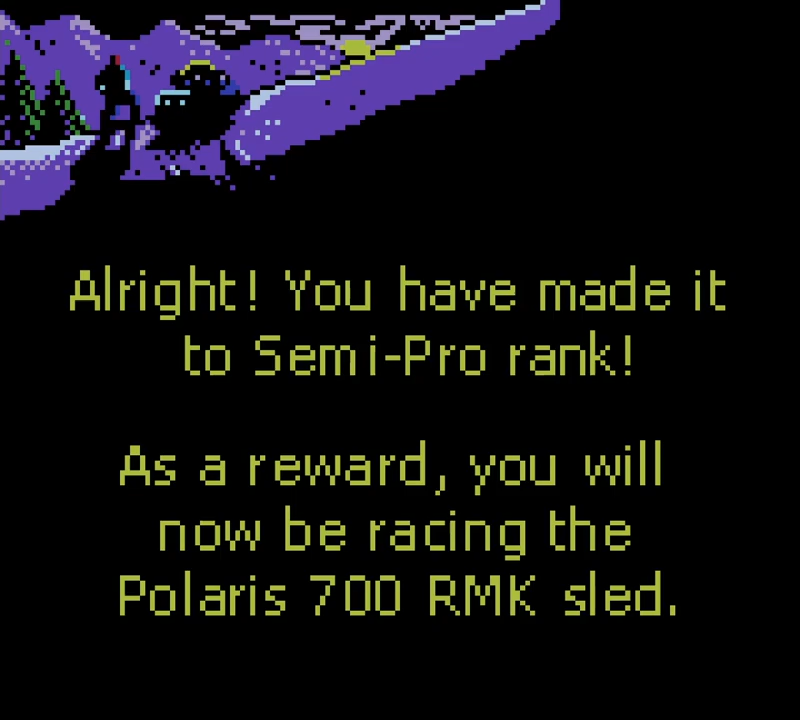 Alright! You have made it
to Semi-Pro rank!
As a reward, you will
now be racing the
Polaris 700 RMK sled.